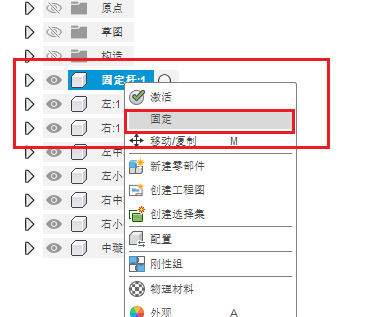 原点
草图
构造
固定杆:1
激活
左:1
固定
右:1
移动/复制 M
左中
新建零部件
左小
创建工程图
右中
创建选择集
右小
配置
中璇
刚性组
物理材料
外观 A